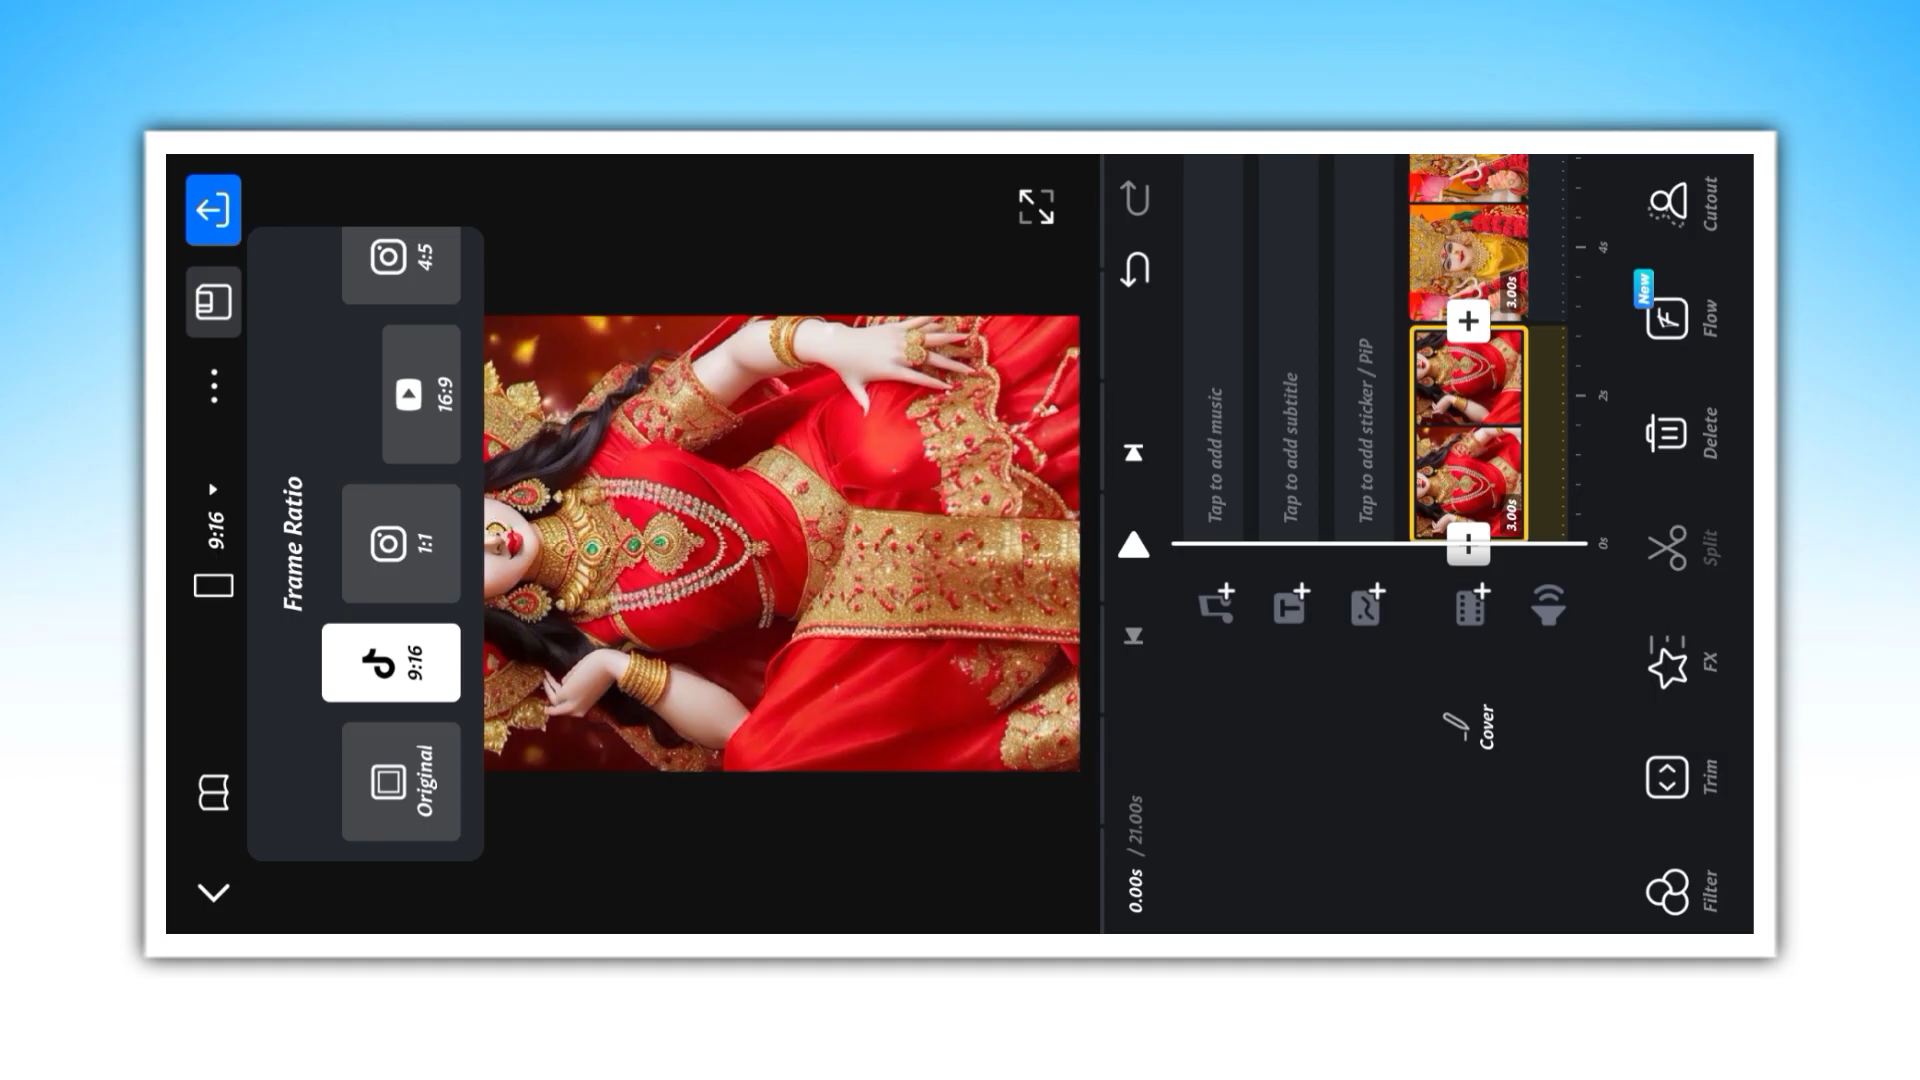 9:16
Frame Ratio
Original
9:16
1:1
16:9
4:5
0.00s / 21.00s
Tap to add music
Tap to add subtitle
Tap to add sticker / PiP
Cover
3.00s
3.00s
0s
2s
4s
New
Filter
Trim
FX
Split
Delete
Flow
Cutout